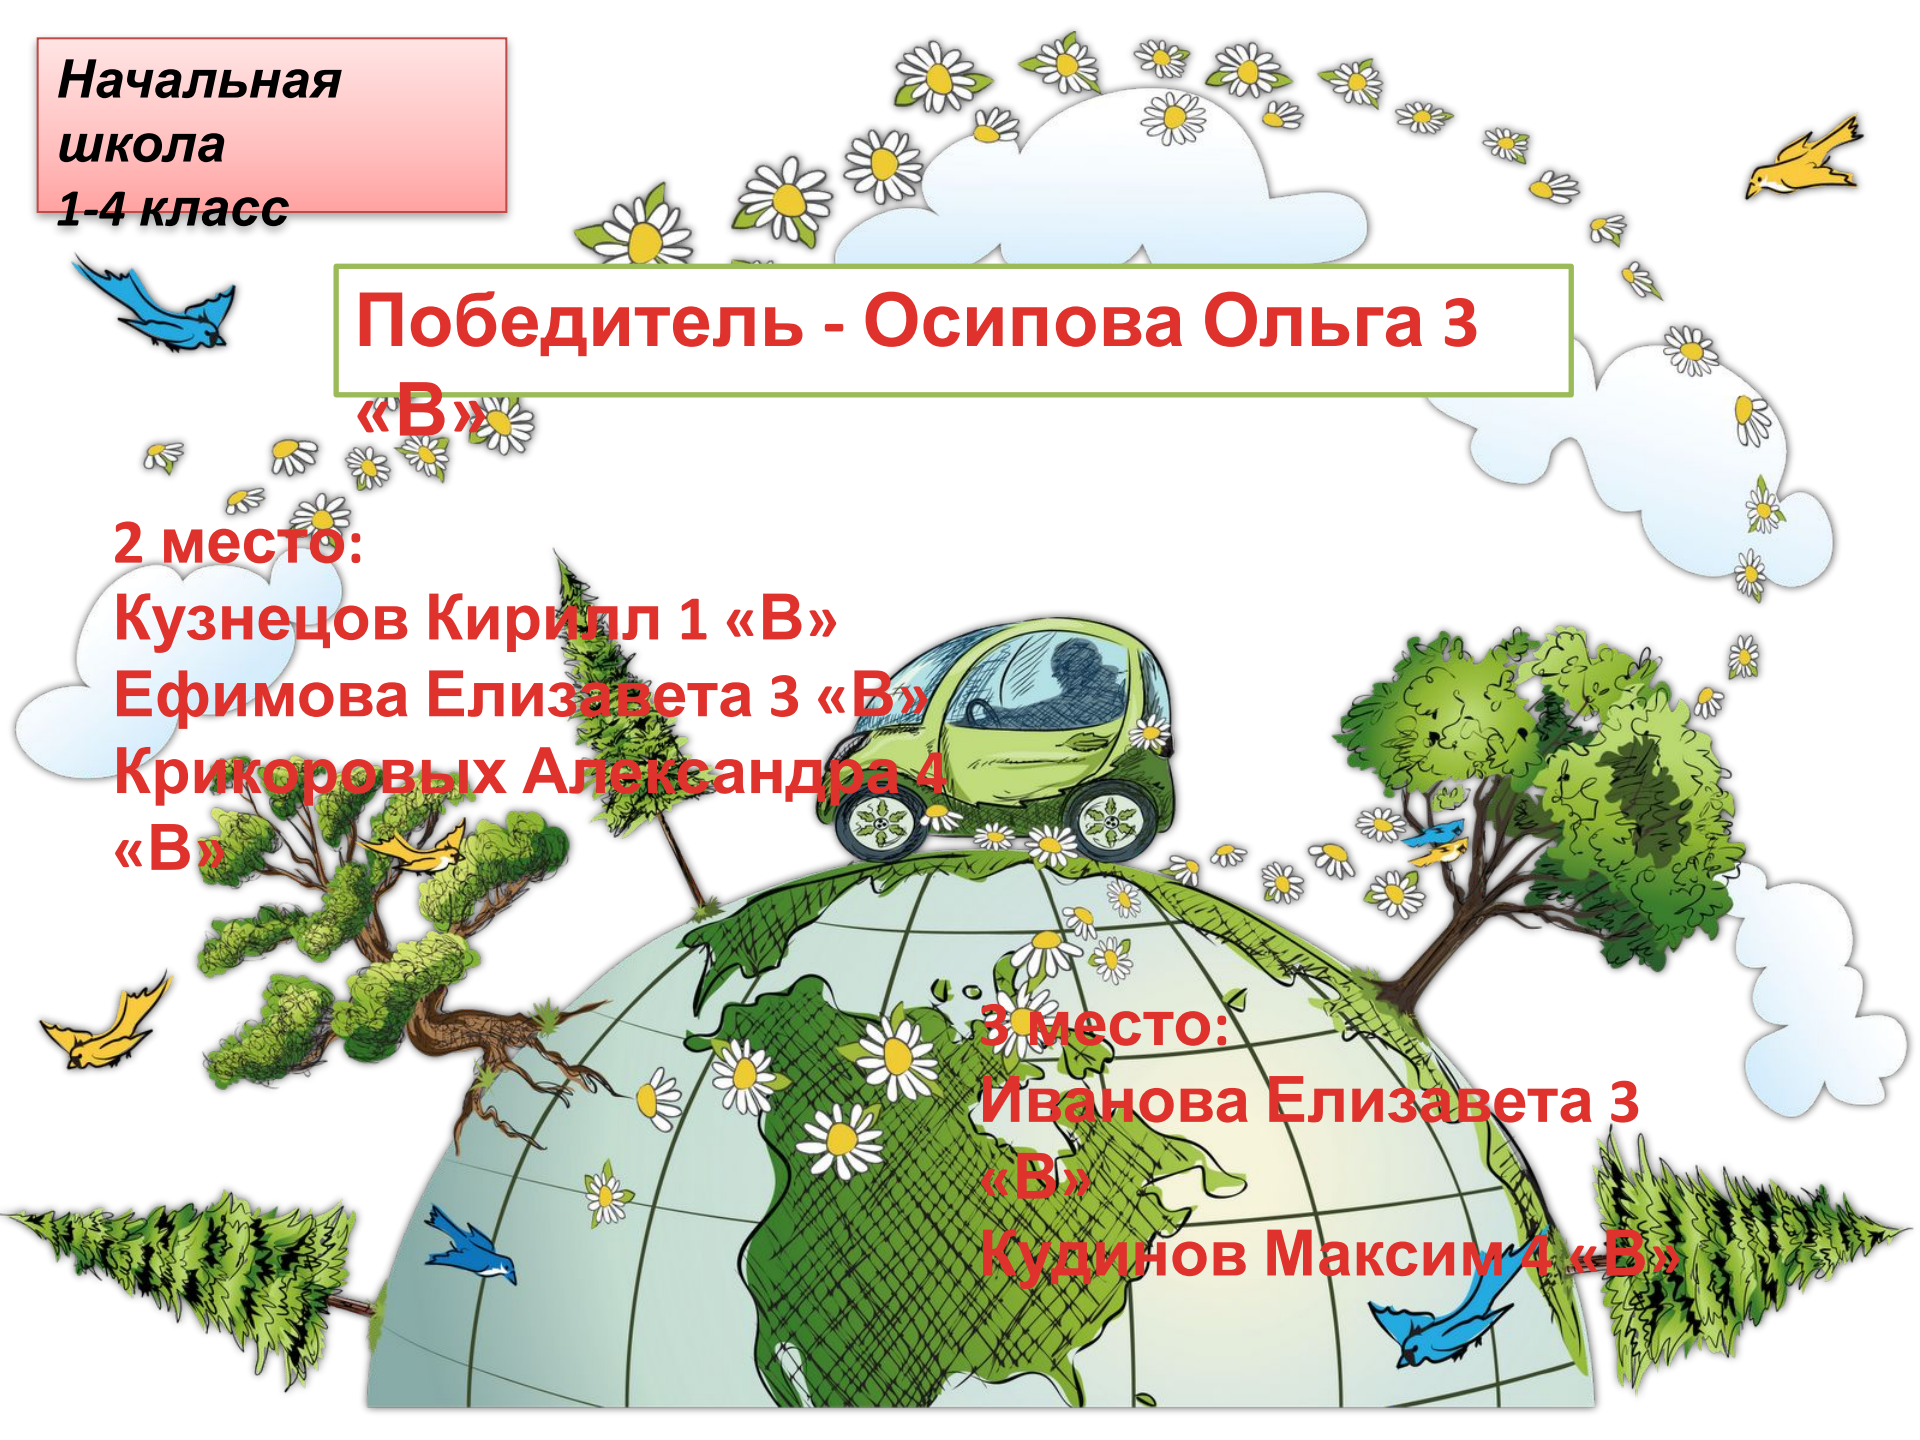 Начальная
школа
1-4 класс
Победитель - Осипова Ольга 3
«В»
2 место:
Кузнецов Кирилл 1 «В»
Ефимова Елизавета 3 «В»
Крикоровых Александра 4
«В»
3 место:
Иванова Елизавета 3
«В»
Кудинов Максим 4 «В»